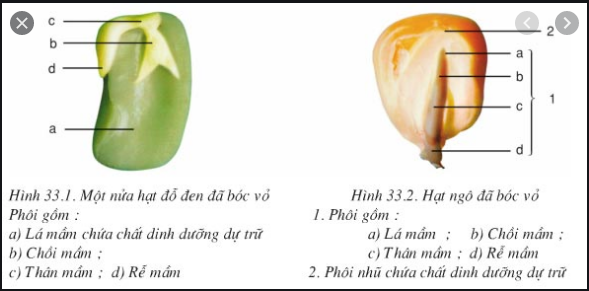 c
b
d
a
2
a
b
c
1
d
Hình 33.1. Một nửa hạt đỗ đen đã bóc vỏ
Phôi gồm :
a) Lá mầm chứa chất dinh dưỡng dự trữ
b) Chồi mầm ;
c) Thân mầm ; d) Rễ mầm
Hình 33.2. Hạt ngô đã bóc vỏ
1. Phôi gồm :
a) Lá mầm ; b) Chồi mầm ;
c) Thân mầm ; d) Rễ mầm
2. Phôi nhũ chứa chất dinh dưỡng dự trữ